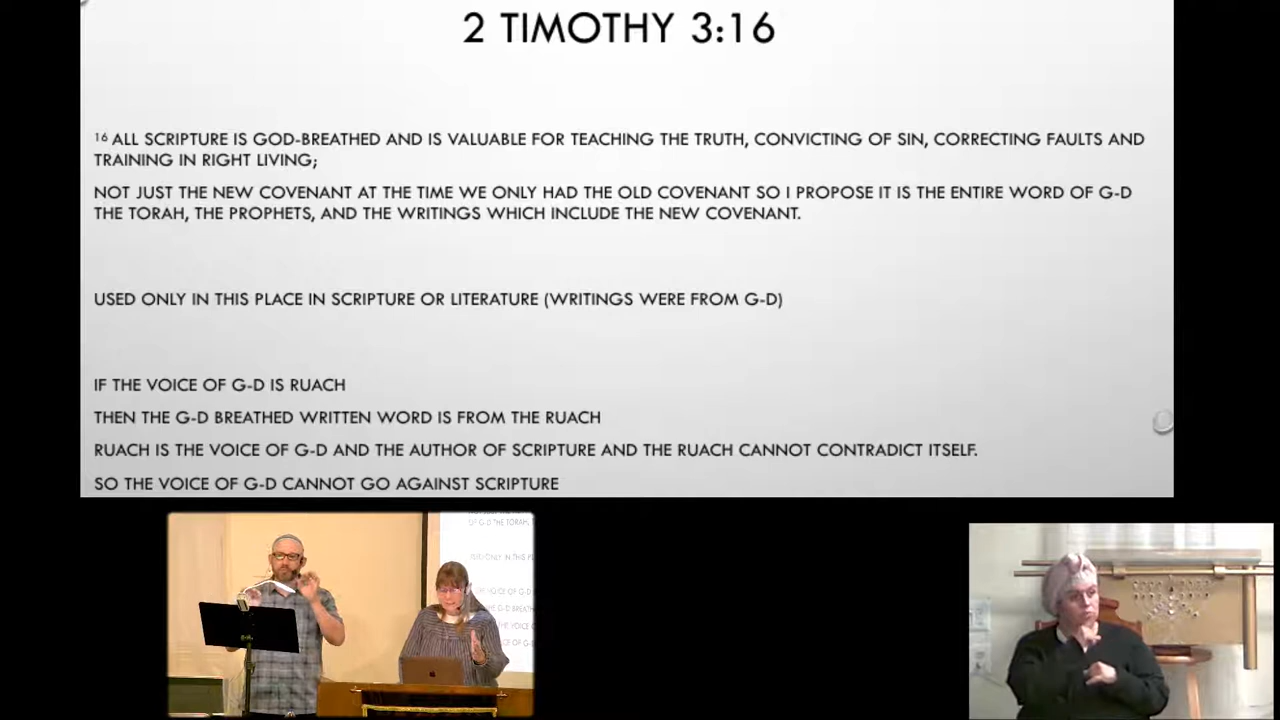 2 TIMOTHY 3:16
16 ALL SCRIPTURE IS GOD-BREATHED AND IS VALUABLE FOR TEACHING THE TRUTH, CONVICTING OF SIN, CORRECTING FAULTS AND
TRAINING IN RIGHT LIVING;
NOT JUST THE NEW COVENANT AT THE TIME WE ONLY HAD THE OLD COVENANT SO I PROPOSE IT IS THE ENTIRE WORD OF G-D
THE TORAH, THE PROPHETS, AND THE WRITINGS WHICH INCLUDE THE NEW COVENANT.
USED ONLY IN THIS PLACE IN SCRIPTURE OR LITERATURE (WRITINGS WERE FROM G-D)
IF THE VOICE OF G-D IS RUACH
THEN THE G-D BREATHED WRITTEN WORD IS FROM THE RUACH
RUACH IS THE VOICE OF G-D AND THE AUTHOR OF SCRIPTURE AND THE RUACH CANNOT CONTRADICT ITSELF.
SO THE VOICE OF G-D CANNOT GO AGAINST SCRIPTURE
OF G-D THE TORAH,